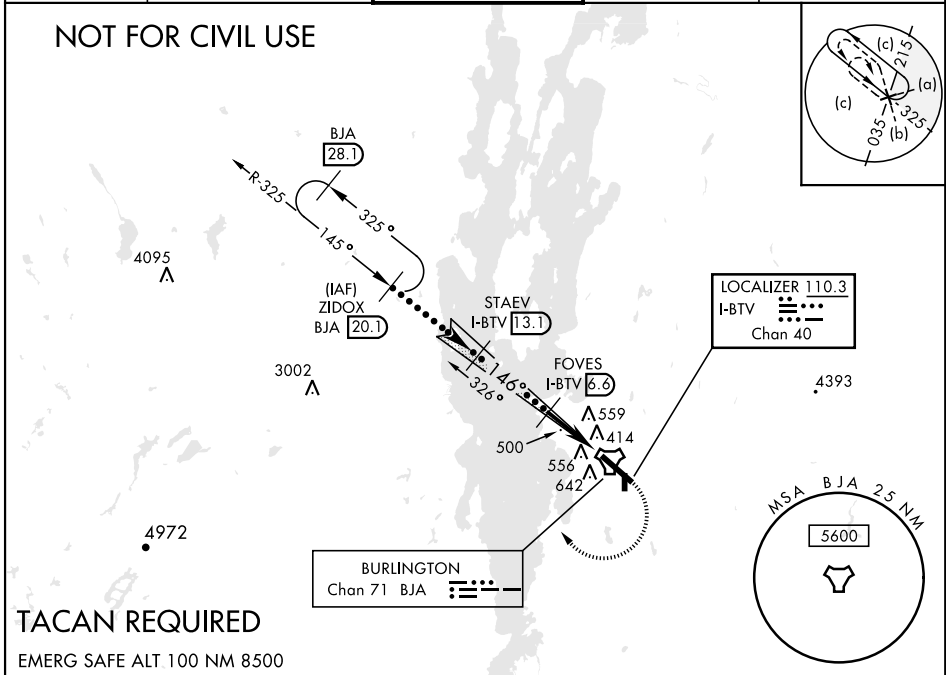 NOT FOR CIVIL USE
(c)
215
(a)
(c)
325
(b)
035
BJA
28.1
R-325
325°
145°
4095
(IAF)
ZIDOX
BJA 20.1
STAEV
I-BTV 13.1
LOCALIZER 110.3
I-BTV
Chan 40
146°
326°
FOVES
I-BTV 6.6
3002
4393
559
414
500
556
642
MSA BJA 25 NM
5600
4972
BURLINGTON
Chan 71 BJA
TACAN REQUIRED
EMERG SAFE ALT 100 NM 8500